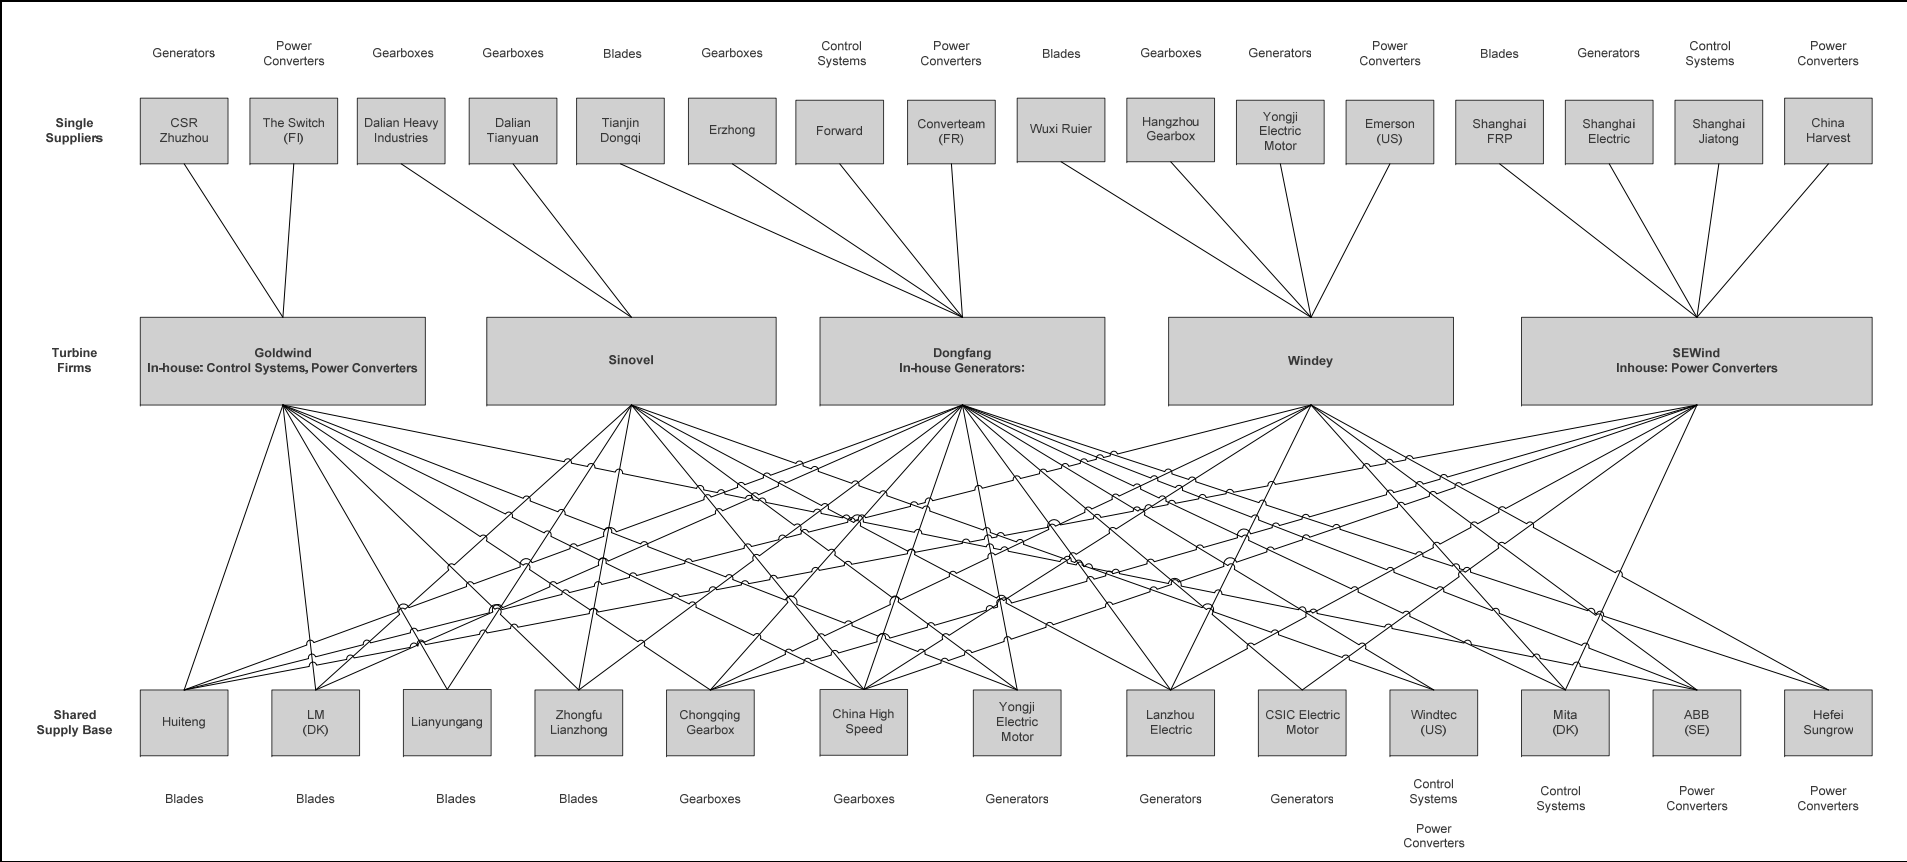 Generators
Power
Converters
Gearboxes
Gearboxes
Blades
Gearboxes
Control
Systems
Power
Converters
Blades
Gearboxes
Generators
Power
Converters
Blades
Generators
Control
Systems
Power
Converters
Single
Suppliers
CSR
Zhuzhou
The Switch
(FI)
Dalian Heavy
Industries
Dalian
Tianyuan
Tianjin
Dongqi
Erzhong
Forward
Converteam
(FR)
Wuxi Ruier
Hangzhou
Gearbox
Yongji
Electric
Motor
Emerson
(US)
Shanghai
FRP
Shanghai
Electric
Shanghai
Jiatong
China
Harvest
Turbine
Firms
Goldwind
In-house: Control Systems, Power Converters
Sinovel
Dongfang
In-house Generators:
Windey
SEWind
Inhouse: Power Converters
Shared
Supply Base
Huiteng
LM
(DK)
Lianyungang
Zhongfu
Lianzhong
Chongqing
Gearbox
China High
Speed
Yongji
Electric
Motor
Lanzhou
Electric
CSIC Electric
Motor
Windtec
(US)
Mita
(DK)
ABB
(SE)
Hefei
Sungrow
Blades
Blades
Blades
Blades
Gearboxes
Gearboxes
Generators
Generators
Generators
Control
Systems
Power
Converters
Control
Systems
Power
Converters
Power
Converters